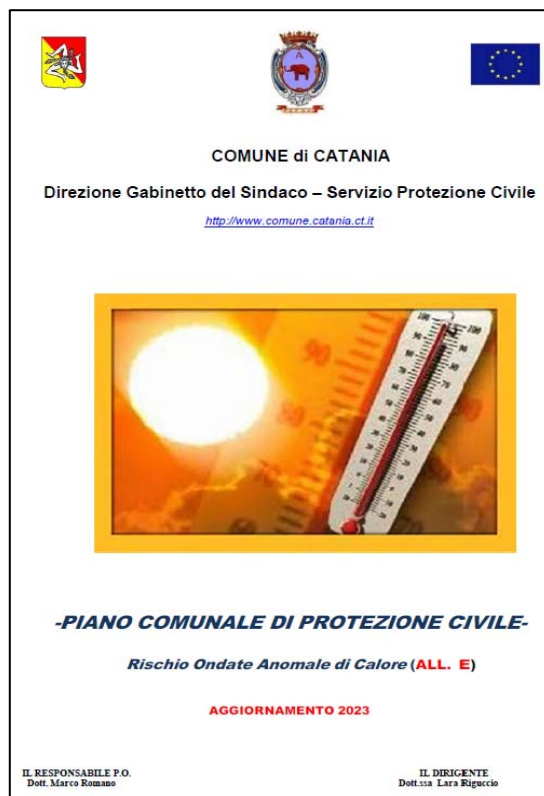 COMUNE di CATANIA
Direzione Gabinetto del Sindaco – Servizio Protezione Civile
http://www.comune.catania.ct.it
100
100
-PIANO COMUNALE DI PROTEZIONE CIVILE-
Rischio Ondate Anomale di Calore (ALL. E)
AGGIORNAMENTO 2023
IL RESPONSABILE P.O.
Dott. Marco Romano
IL DIRIGENTE
Dott.ssa Lara Riguccio